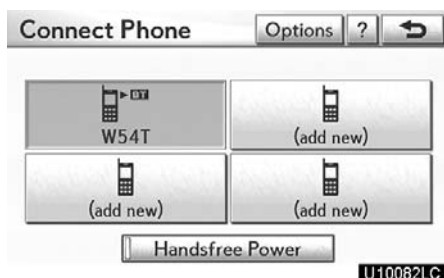 Connect Phone Options ?
BT
W54T (add new)
(add new) (add new)
Handsfree Power
U10082LC